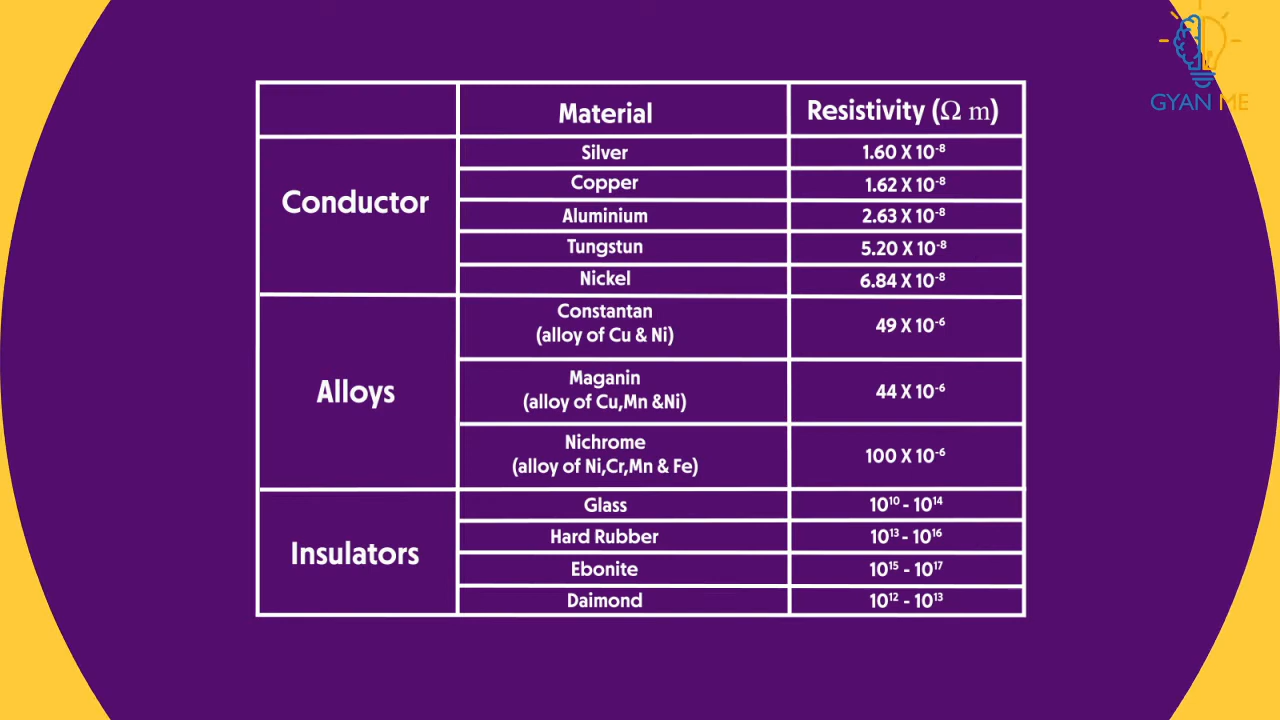 GYAN ME
Material
Resistivity (Ω m)
Conductor
Silver
1.60 X 10⁻⁸
Copper
1.62 X 10⁻⁸
Aluminium
2.63 X 10⁻⁸
Tungstun
5.20 X 10⁻⁸
Nickel
6.84 X 10⁻⁸
Alloys
Constantan
(alloy of Cu & Ni)
49 X 10⁻⁶
Maganin
(alloy of Cu,Mn &Ni)
44 X 10⁻⁶
Nichrome
(alloy of Ni,Cr,Mn & Fe)
100 X 10⁻⁶
Insulators
Glass
10¹⁰ - 10¹⁴
Hard Rubber
10¹³ - 10¹⁶
Ebonite
10¹⁵ - 10¹⁷
Daimond
10¹² - 10¹³